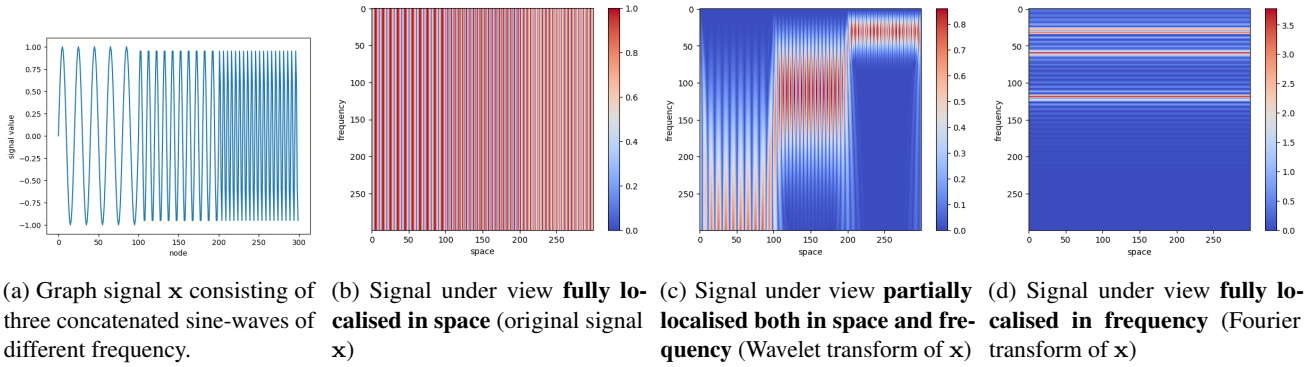 1.00
0.75
0.50
0.25
0.00
−0.25
−0.50
−0.75
−1.00
signal value
0 50 100 150 200 250 300
node
0
50
100
150
200
250
frequency
0 50 100 150 200 250
space
1.0
0.8
0.6
0.4
0.2
0.0
0
50
100
150
200
250
frequency
0 50 100 150 200 250
space
0.8
0.7
0.6
0.5
0.4
0.3
0.2
0.1
0.0
0
50
100
150
200
250
frequency
0 50 100 150 200 250
space
3.5
3.0
2.5
2.0
1.5
1.0
0.5
0.0
(a) Graph signal x consisting of
three concatenated sine-waves of
different frequency.
(b) Signal under view fully lo-
calised in space (original signal
x)
(c) Signal under view partially
localised both in space and fre-
quency (Wavelet transform of x)
(d) Signal under view fully lo-
calised in frequency (Fourier
transform of x)